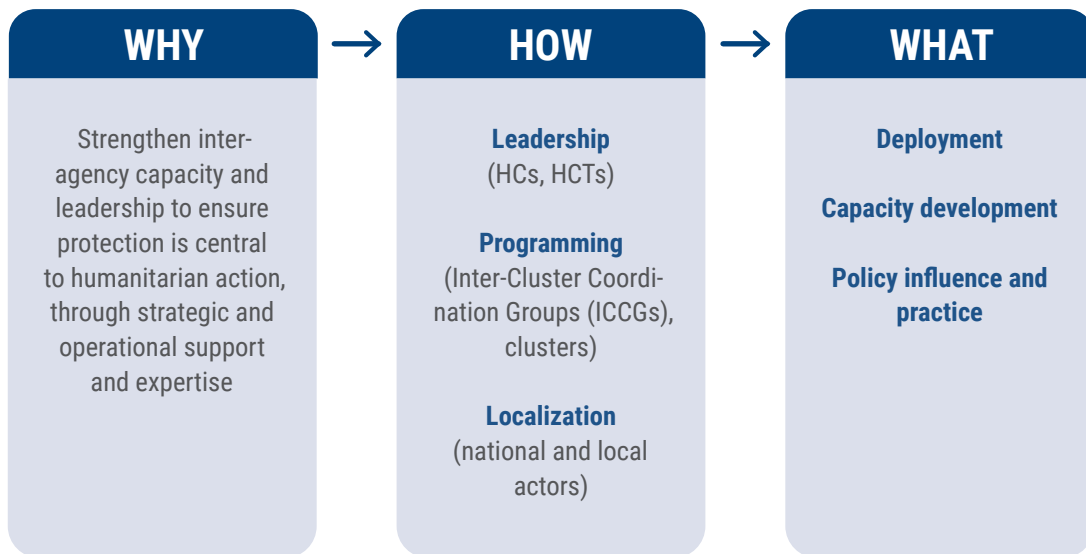 WHY
Strengthen inter-
agency capacity and
leadership to ensure
protection is central
to humanitarian action,
through strategic and
operational support
and expertise
HOW
Leadership
(HCs, HCTs)
Programming
(Inter-Cluster Coordi-
nation Groups (ICCGs),
clusters)
Localization
(national and local
actors)
WHAT
Deployment
Capacity development
Policy influence and
practice